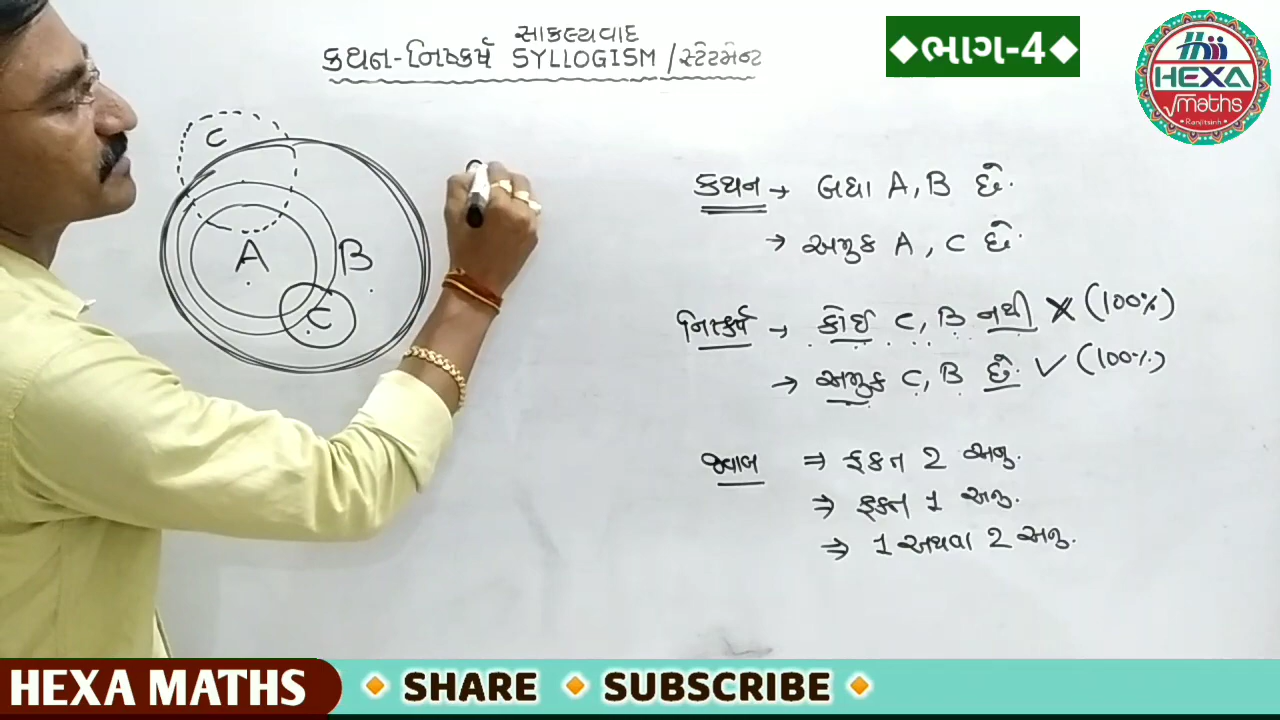 સાકલ્યવાદ
કથન-નિષ્કર્ષ SYLLOGISM /સ્ટેટમેન્ટ
◆ભાગ-4◆
HEXA
√maths
Ranjitsinh
C
A B
C
કથન → બધા A, B છે.
→ અમુક A, C છે.
નિષ્કર્ષ → કોઈ C, B નથી ✗ (100%)
→ અમુક C, B છે ✓ (100%)
જવાબ ⇒ ફક્ત 2 અનુ.
⇒ ફક્ત 1 અનુ.
⇒ 1 અથવા 2 અનુ.
HEXA MATHS SHARE SUBSCRIBE